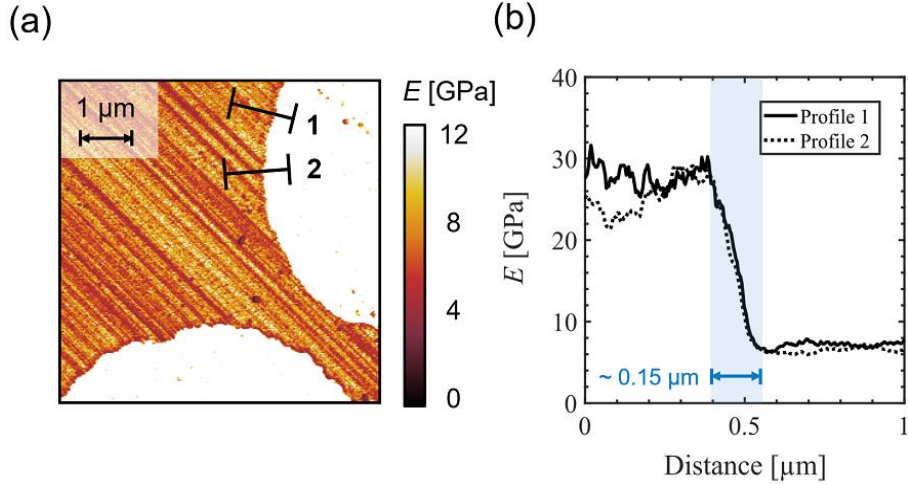 (a)
1 μm
1
2
E [GPa]
12
8
4
0
(b)
40
30
20
10
0
E [GPa]
Profile 1
Profile 2
~ 0.15 μm
0
0.5
1
Distance [μm]